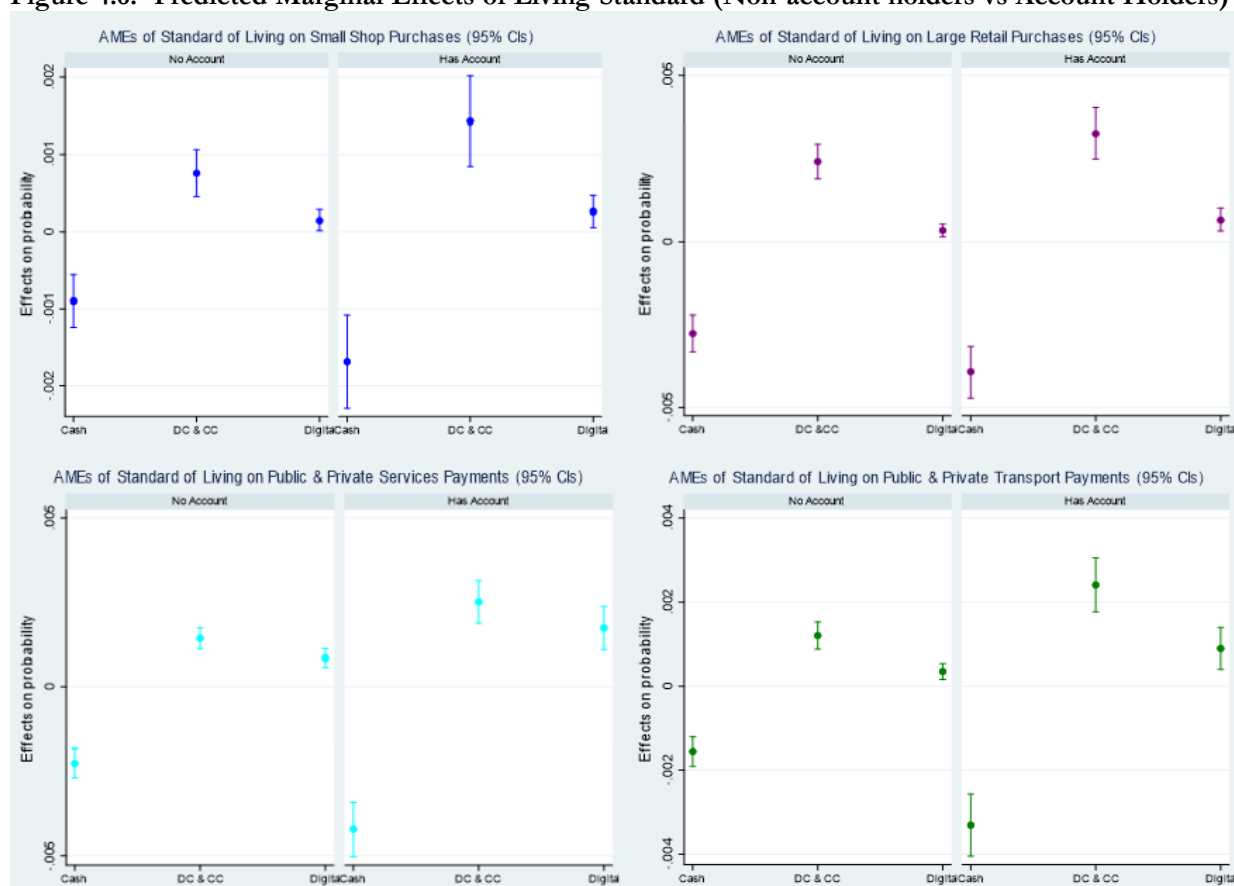 Figure 4.6: Predicted Marginal Effects of Living Standard (Non-account holders vs Account Holders)
AMEs of Standard of Living on Small Shop Purchases (95% CIs)
No Account
Has Account
Effects on probability
.002
.001
0
-.001
-.002
Cash
DC & CC
Digital
Cash
DC & CC
Digital
AMEs of Standard of Living on Large Retail Purchases (95% CIs)
No Account
Has Account
Effects on probability
.005
0
-.005
Cash
DC & CC
Digital
Cash
DC & CC
Digital
AMEs of Standard of Living on Public & Private Services Payments (95% CIs)
No Account
Has Account
Effects on probability
.005
0
-.005
Cash
DC & CC
Digital
Cash
DC & CC
Digital
AMEs of Standard of Living on Public & Private Transport Payments (95% CIs)
No Account
Has Account
Effects on probability
.004
.002
0
-.002
-.004
Cash
DC & CC
Digital
Cash
DC & CC
Digital